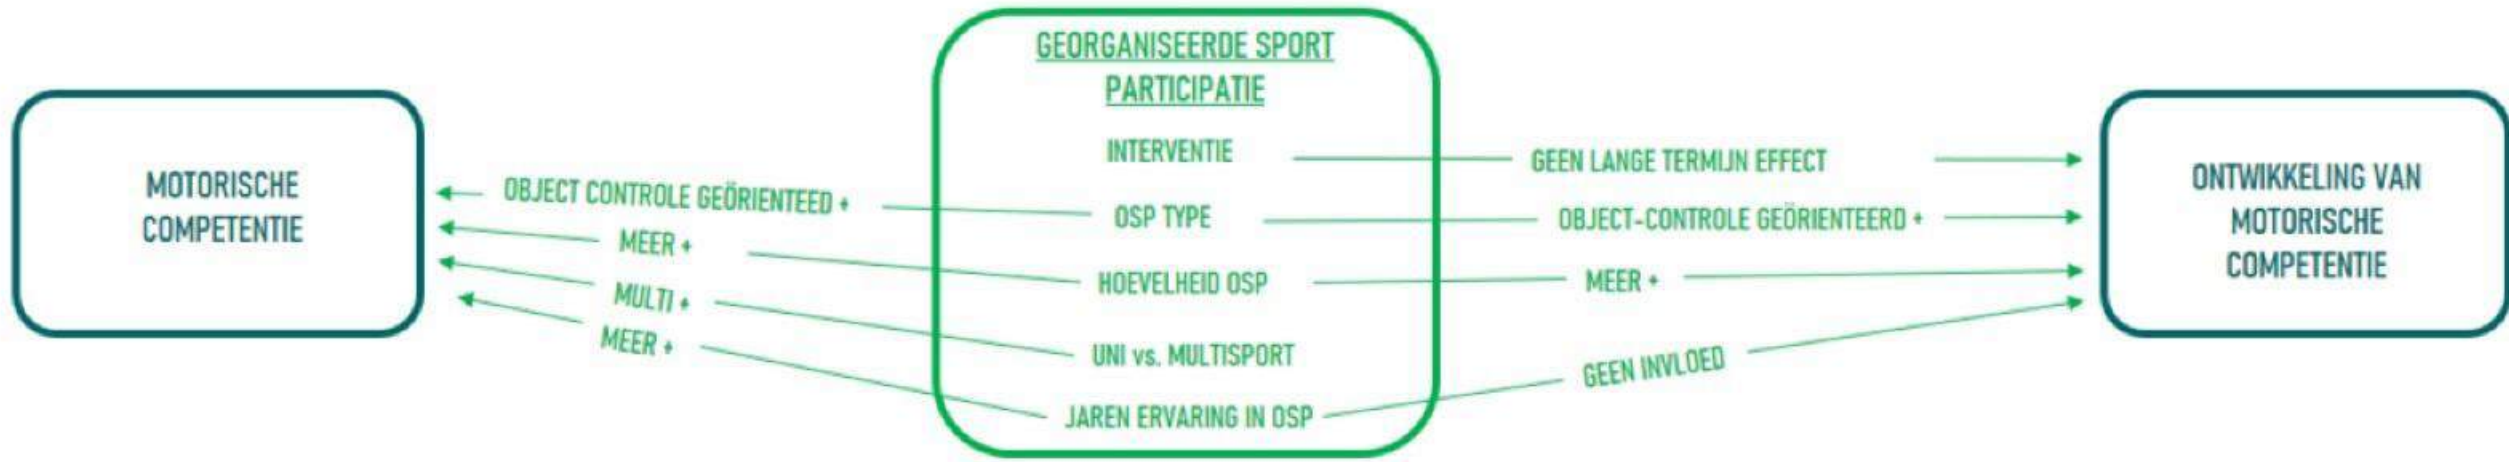 MOTORISCHE
COMPETENTIE
OBJECT CONTROLE GEÖRIENTEED +
MEER +
MULTI +
MEER +
GEORGANISEERDE SPORT
PARTICIPATIE
INTERVENTIE
OSP TYPE
HOEVELHEID OSP
UNI vs. MULTISPORT
JAREN ERVARING IN OSP
GEEN LANGE TERMIJN EFFECT
OBJECT-CONTROLE GEÖRIENTEERD +
MEER +
GEEN INVLOED
ONTWIKKELING VAN
MOTORISCHE
COMPETENTIE